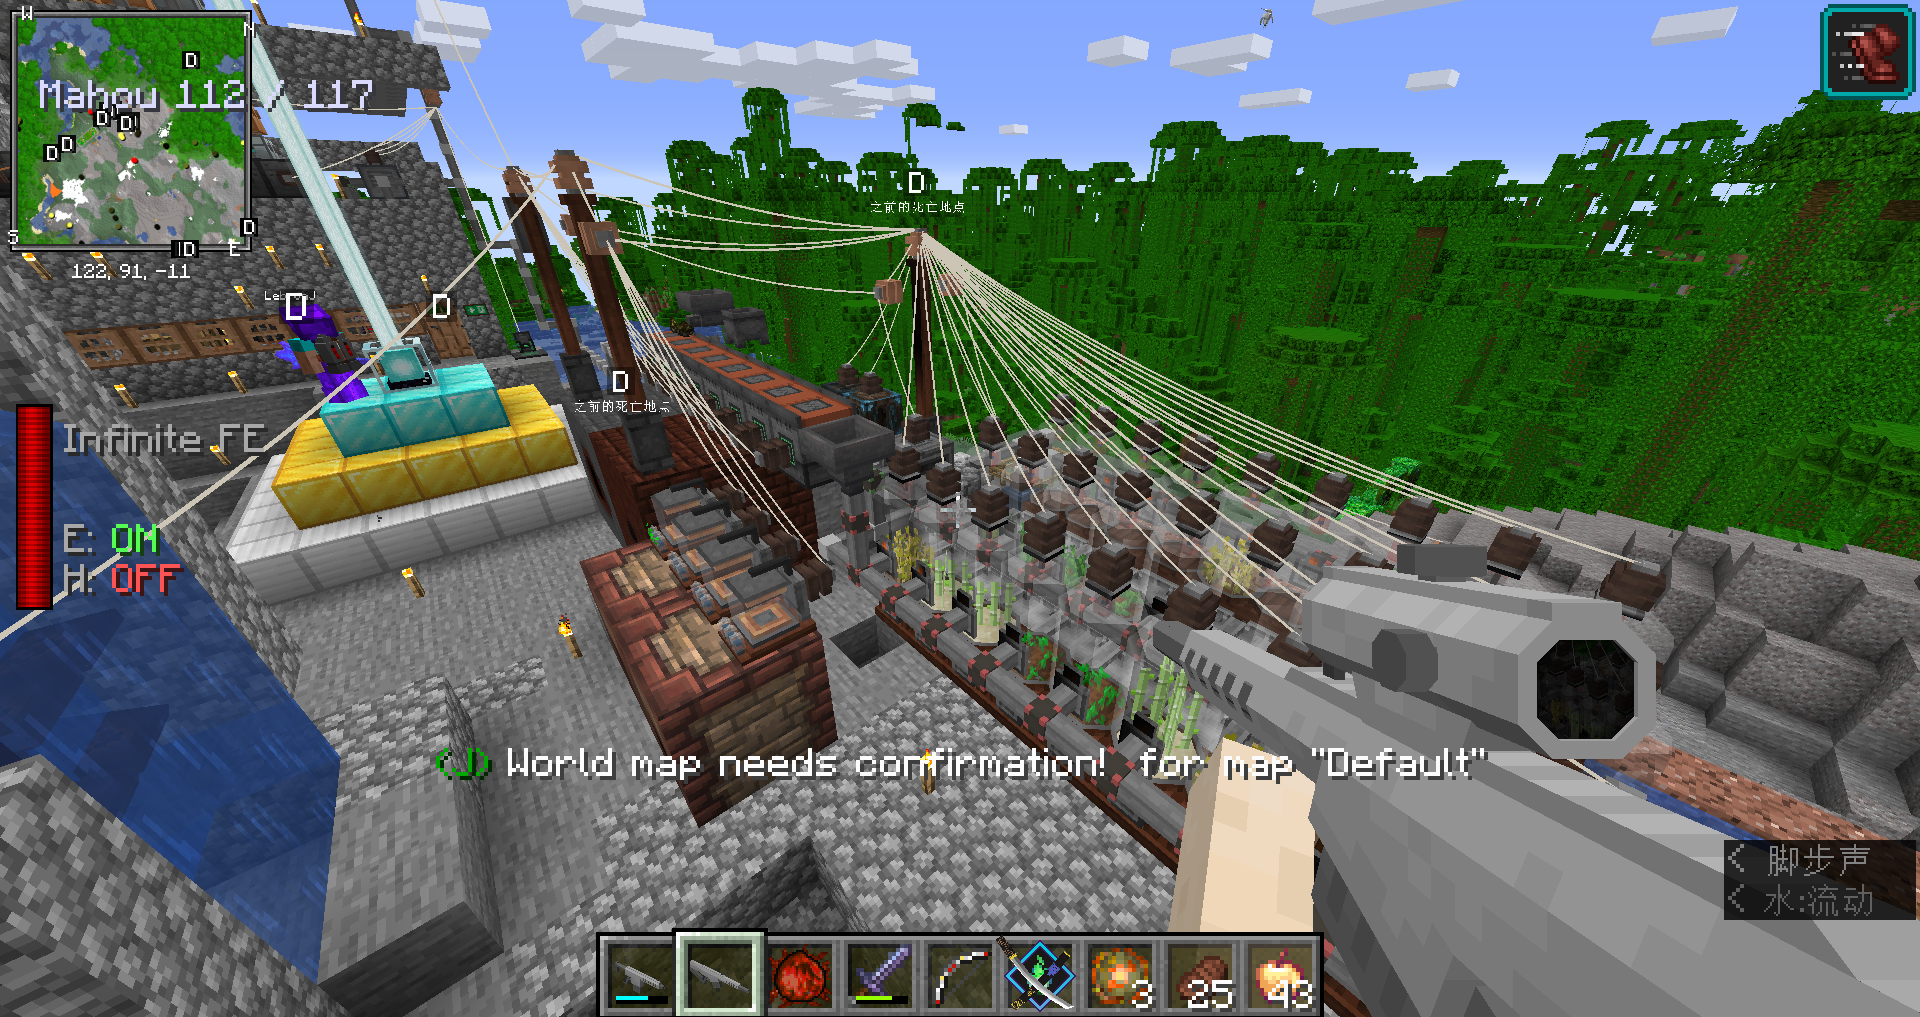 W
N
D
Mahou 112 / 117
D
D
D
D
D
S
D
E
122, 91, -11
D
之前的死亡地点
D
D
D
之前的死亡地点
Infinite FE
E: ON
H: OFF
(J) World map needs confirmation! for map "Default"
< 脚步声
< 水:流动
3
25
43